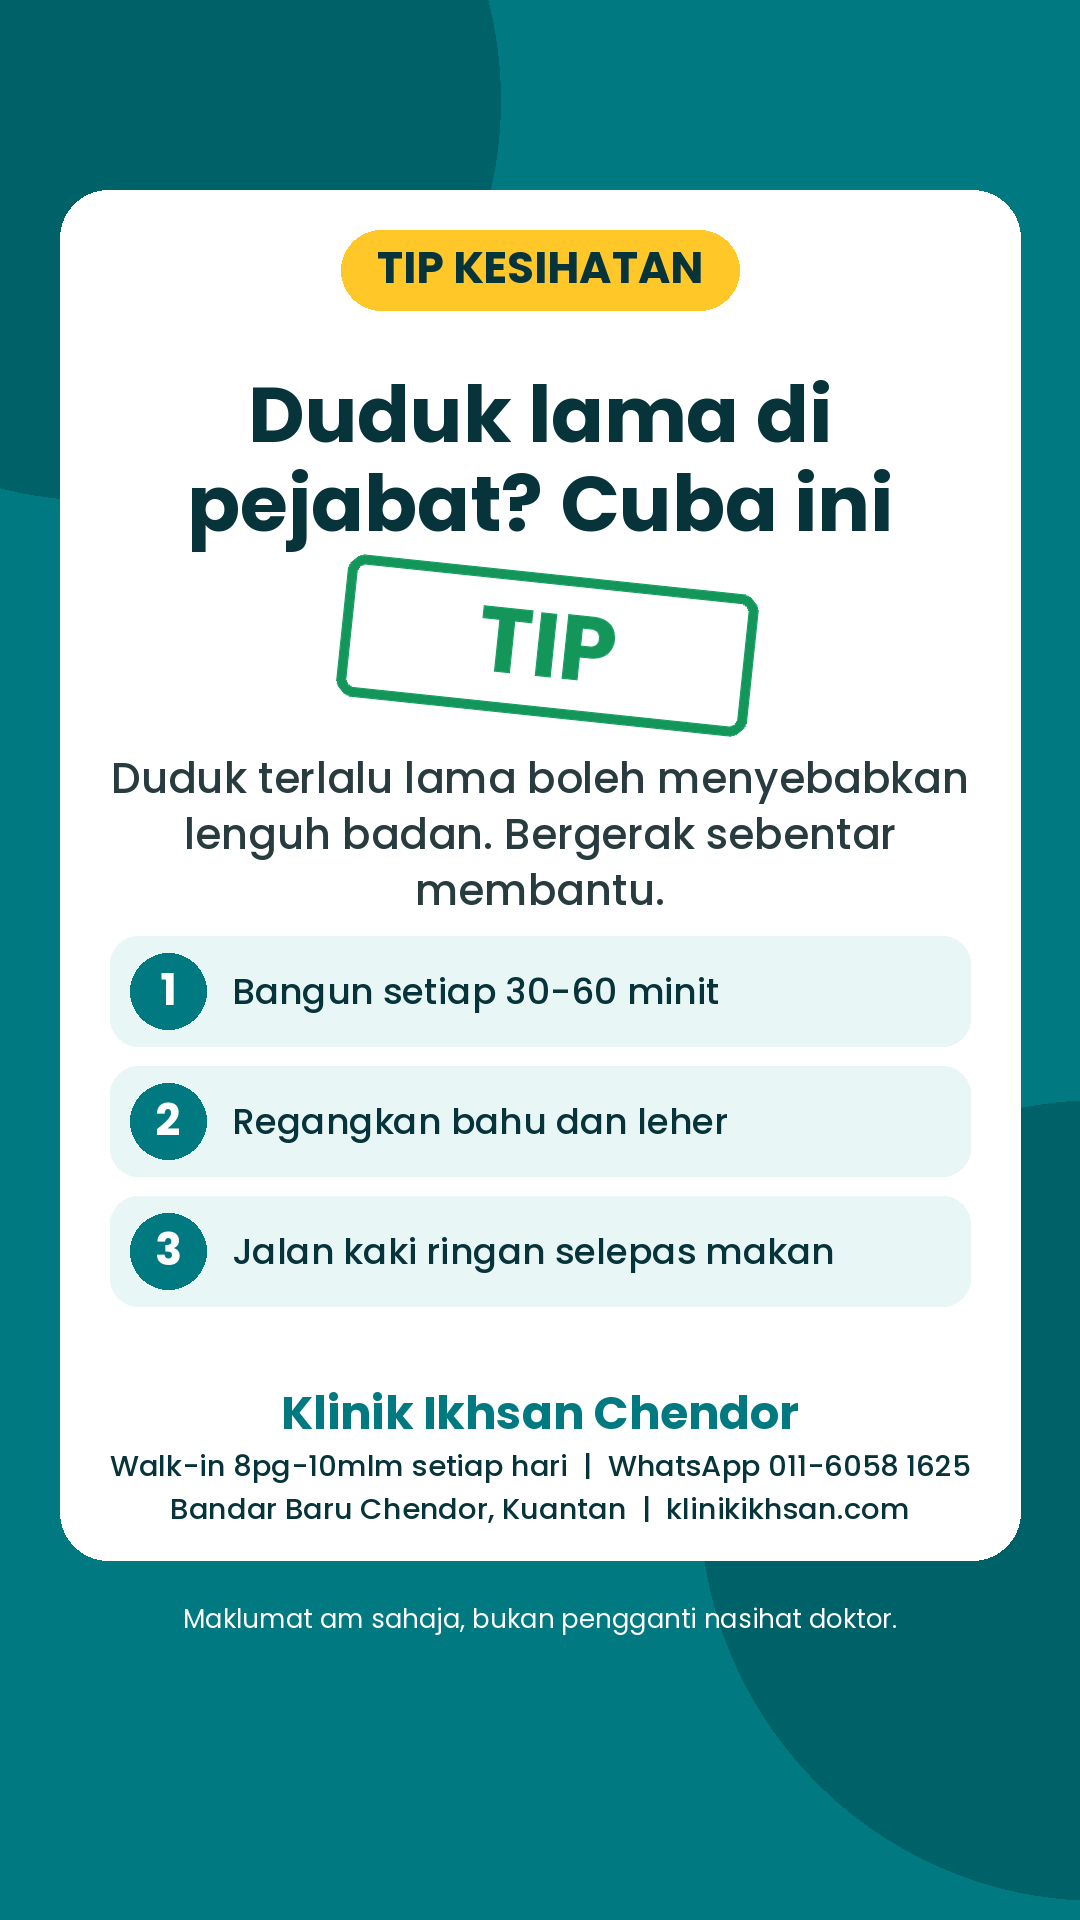 TIP KESIHATAN
Duduk lama di
pejabat? Cuba ini
TIP
Duduk terlalu lama boleh menyebabkan
lenguh badan. Bergerak sebentar
membantu.
1 Bangun setiap 30-60 minit
2 Regangkan bahu dan leher
3 Jalan kaki ringan selepas makan
Klinik Ikhsan Chendor
Walk-in 8pg-10mlm setiap hari | WhatsApp 011-6058 1625
Bandar Baru Chendor, Kuantan | klinikikhsan.com
Maklumat am sahaja, bukan pengganti nasihat doktor.